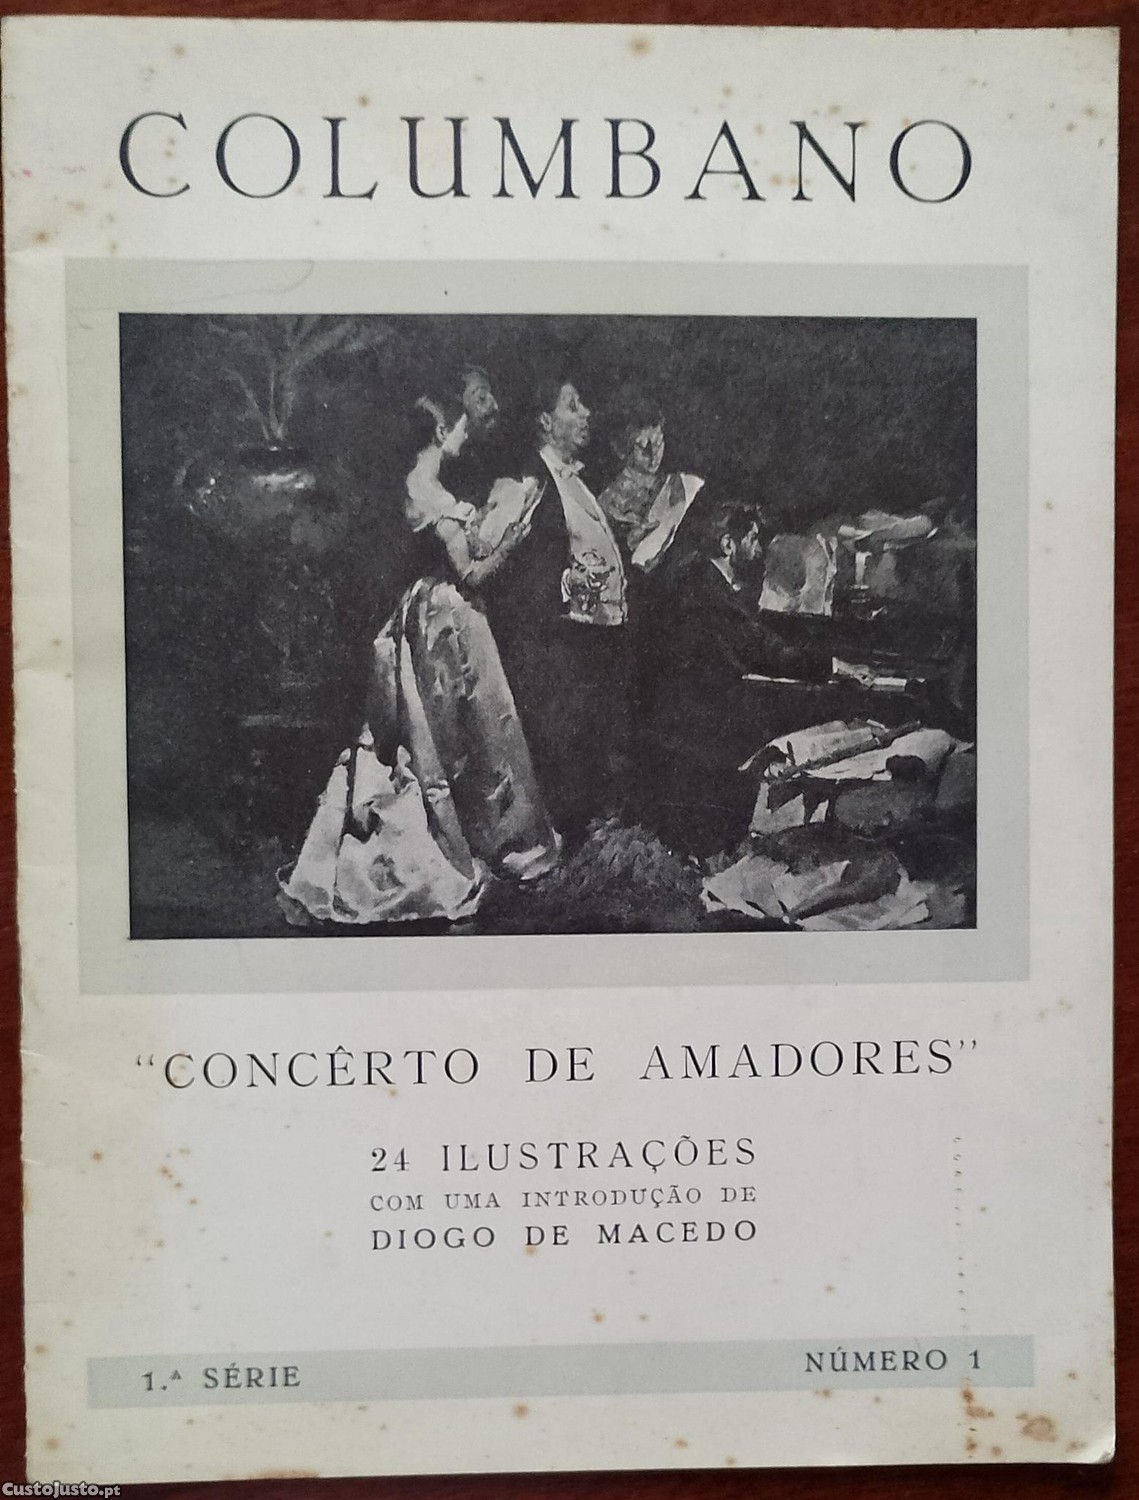 COLUMBANO
“CONCÊRTO DE AMADORES”
24 ILUSTRAÇÕES
COM UMA INTRODUÇÃO DE
DIOGO DE MACEDO
1.ª SÉRIE
NÚMERO 1
CustoJusto.pt